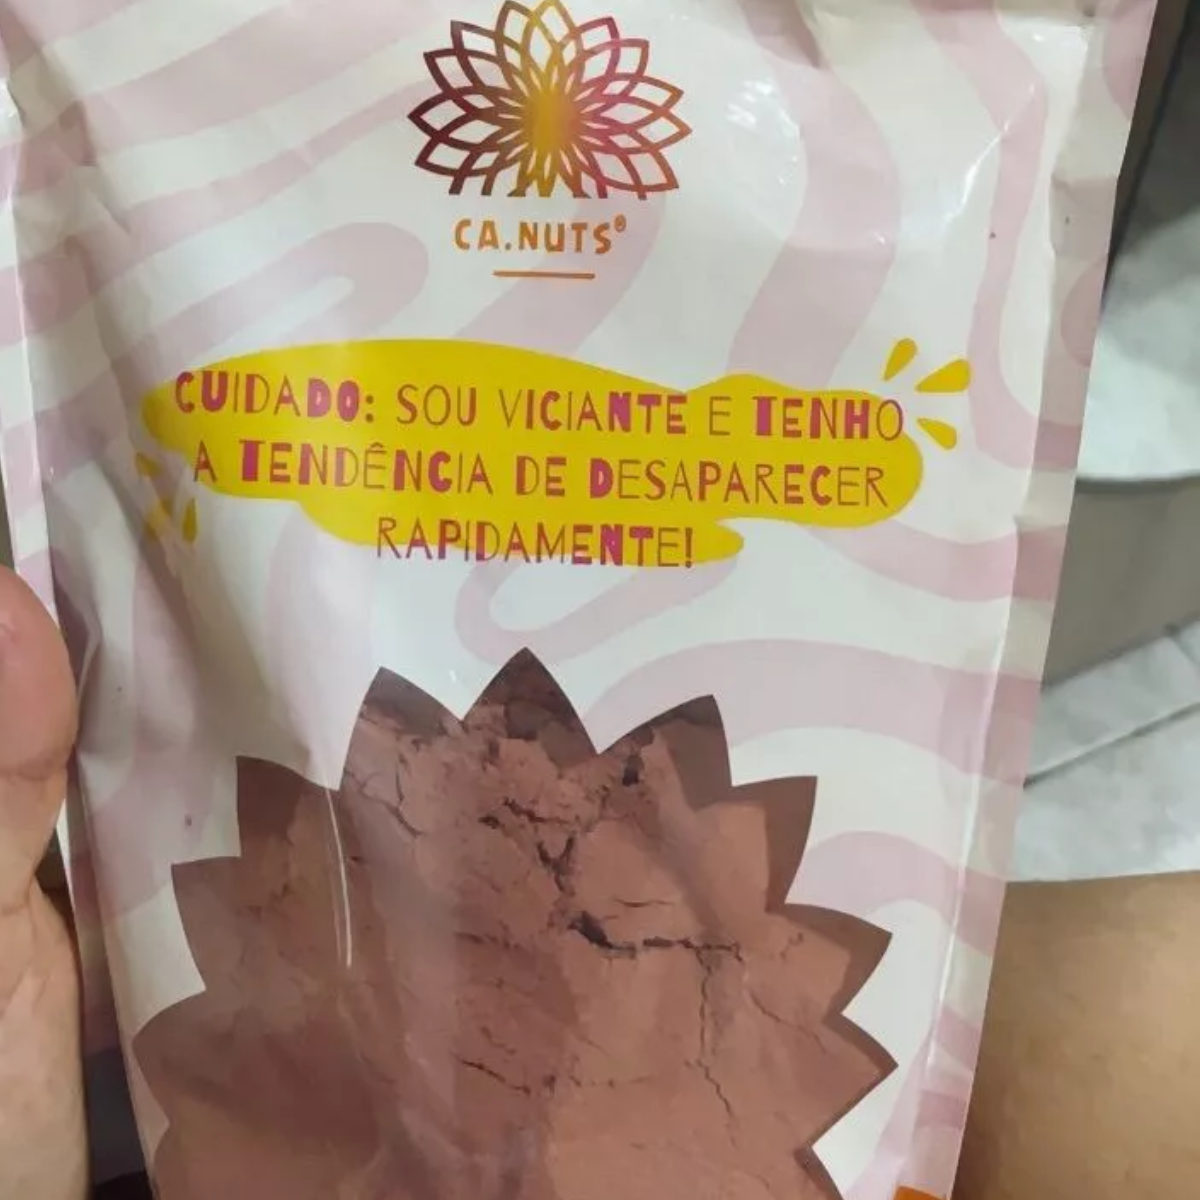 CA.NUTS®
CUIDADO: SOU VICIANTE E TENHO
A TENDÊNCIA DE DESAPARECER
RAPIDAMENTE!